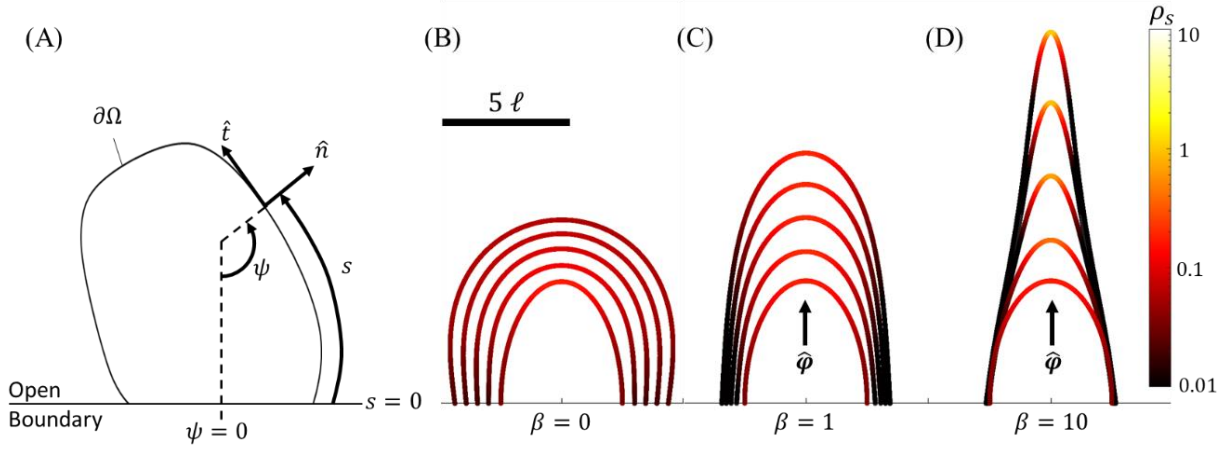 (A)
∂Ω
t̂
n̂
ψ
s
Open
Boundary
s = 0
ψ = 0
(B)
5 ℓ
β = 0
(C)
φ̂
β = 1
(D)
φ̂
β = 10
ρs
10
1
0.1
0.01